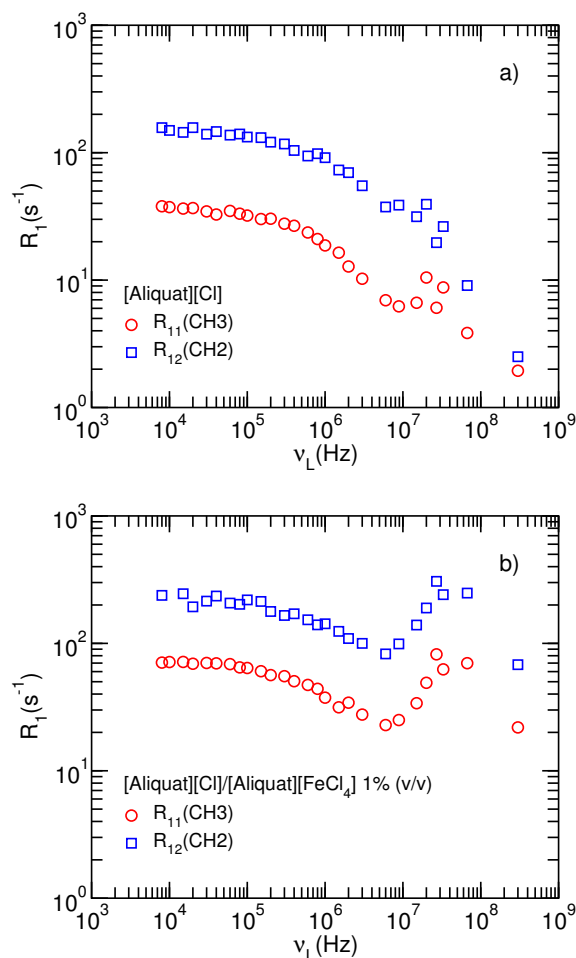 a)
10^3
10^2
10^1
10^0
R_1(s^-1)
[Aliquat][Cl]
R_11(CH3)
R_12(CH2)
10^3 10^4 10^5 10^6 10^7 10^8 10^9
ν_L(Hz)
b)
10^3
10^2
10^1
10^0
R_1(s^-1)
[Aliquat][Cl]/[Aliquat][FeCl_4] 1% (v/v)
R_11(CH3)
R_12(CH2)
10^3 10^4 10^5 10^6 10^7 10^8 10^9
ν_L(Hz)